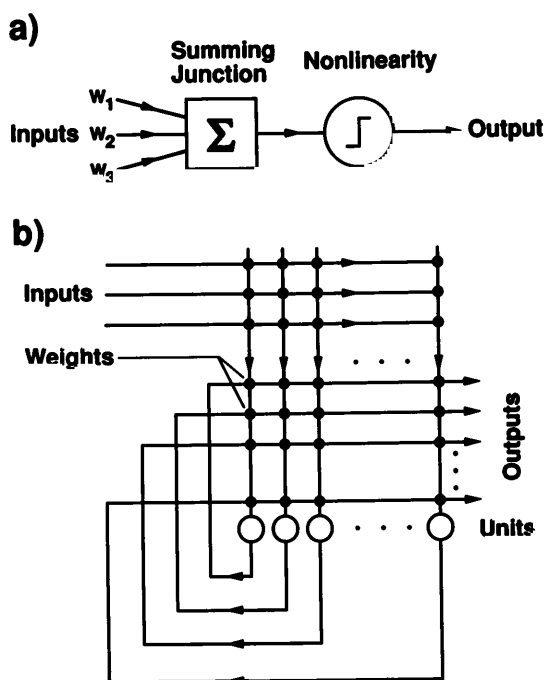 a)
Summing
Junction
Nonlinearity
w1
Inputs w2
w3
Σ
Output
b)
Inputs
Weights
. . .
Outputs
. . . .
Units